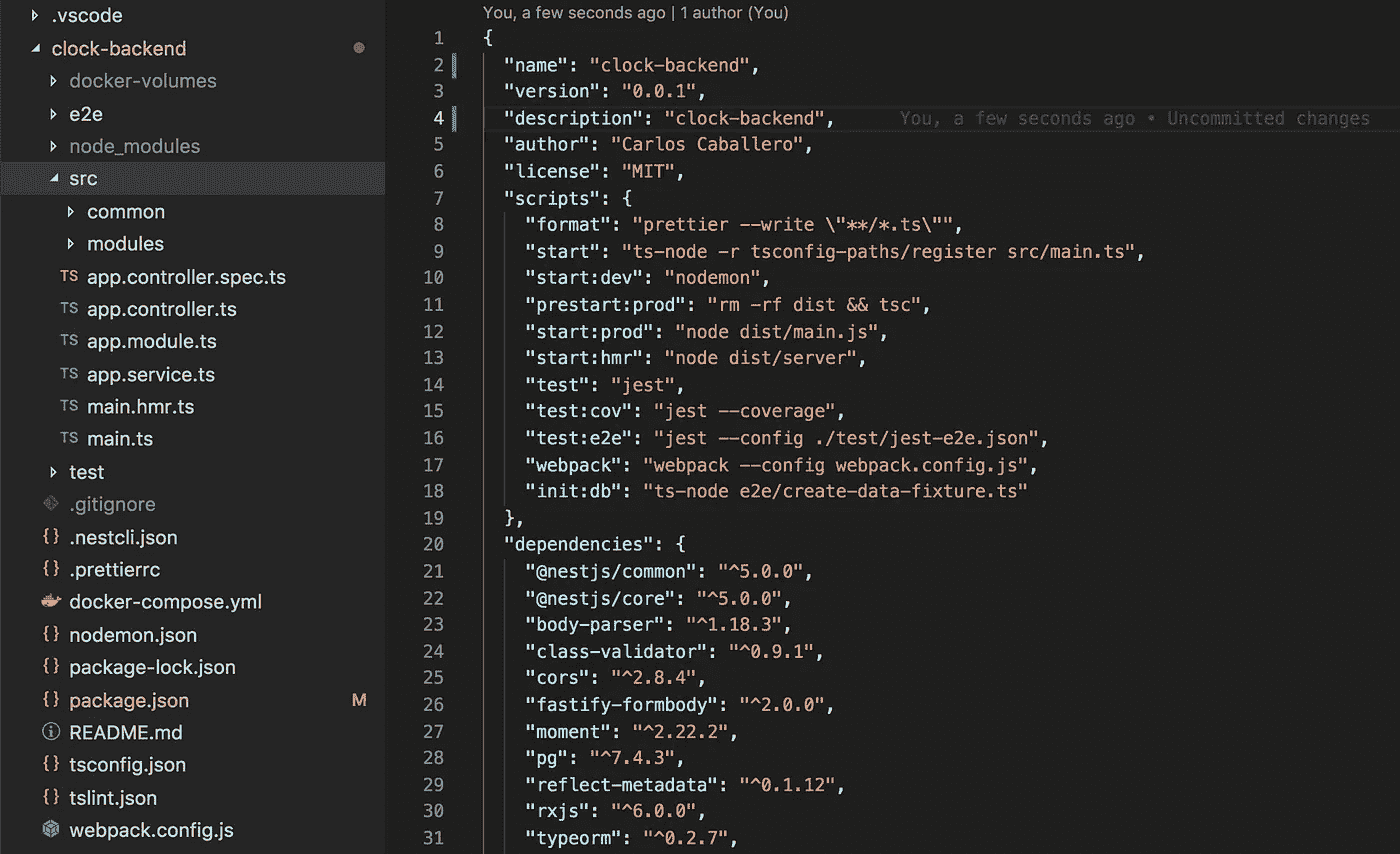 .vscode
clock-backend
docker-volumes
e2e
node_modules
src
common
modules
TS app.controller.spec.ts
TS app.controller.ts
TS app.module.ts
TS app.service.ts
TS main.hmr.ts
TS main.ts
test
.gitignore
{} .nestcli.json
{} .prettierrc
docker-compose.yml
{} nodemon.json
{} package-lock.json
{} package.json M
README.md
{} tsconfig.json
{} tslint.json
webpack.config.js
You, a few seconds ago | 1 author (You)
1 {
2 "name": "clock-backend",
3 "version": "0.0.1",
4 "description": "clock-backend", You, a few seconds ago • Uncommitted changes
5 "author": "Carlos Caballero",
6 "license": "MIT",
7 "scripts": {
8 "format": "prettier --write \"**/*.ts\"",
9 "start": "ts-node -r tsconfig-paths/register src/main.ts",
10 "start:dev": "nodemon",
11 "prestart:prod": "rm -rf dist && tsc",
12 "start:prod": "node dist/main.js",
13 "start:hmr": "node dist/server",
14 "test": "jest",
15 "test:cov": "jest --coverage",
16 "test:e2e": "jest --config ./test/jest-e2e.json",
17 "webpack": "webpack --config webpack.config.js",
18 "init:db": "ts-node e2e/create-data-fixture.ts"
19 },
20 "dependencies": {
21 "@nestjs/common": "^5.0.0",
22 "@nestjs/core": "^5.0.0",
23 "body-parser": "^1.18.3",
24 "class-validator": "^0.9.1",
25 "cors": "^2.8.4",
26 "fastify-formbody": "^2.0.0",
27 "moment": "^2.22.2",
28 "pg": "^7.4.3",
29 "reflect-metadata": "^0.1.12",
30 "rxjs": "^6.0.0",
31 "typeorm": "^0.2.7",